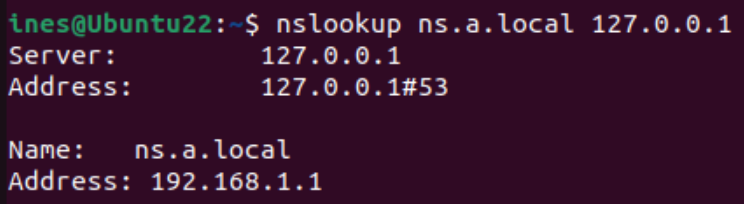 ines@Ubuntu22:~$ nslookup ns.a.local 127.0.0.1
Server:		127.0.0.1
Address:	127.0.0.1#53

Name:	ns.a.local
Address: 192.168.1.1